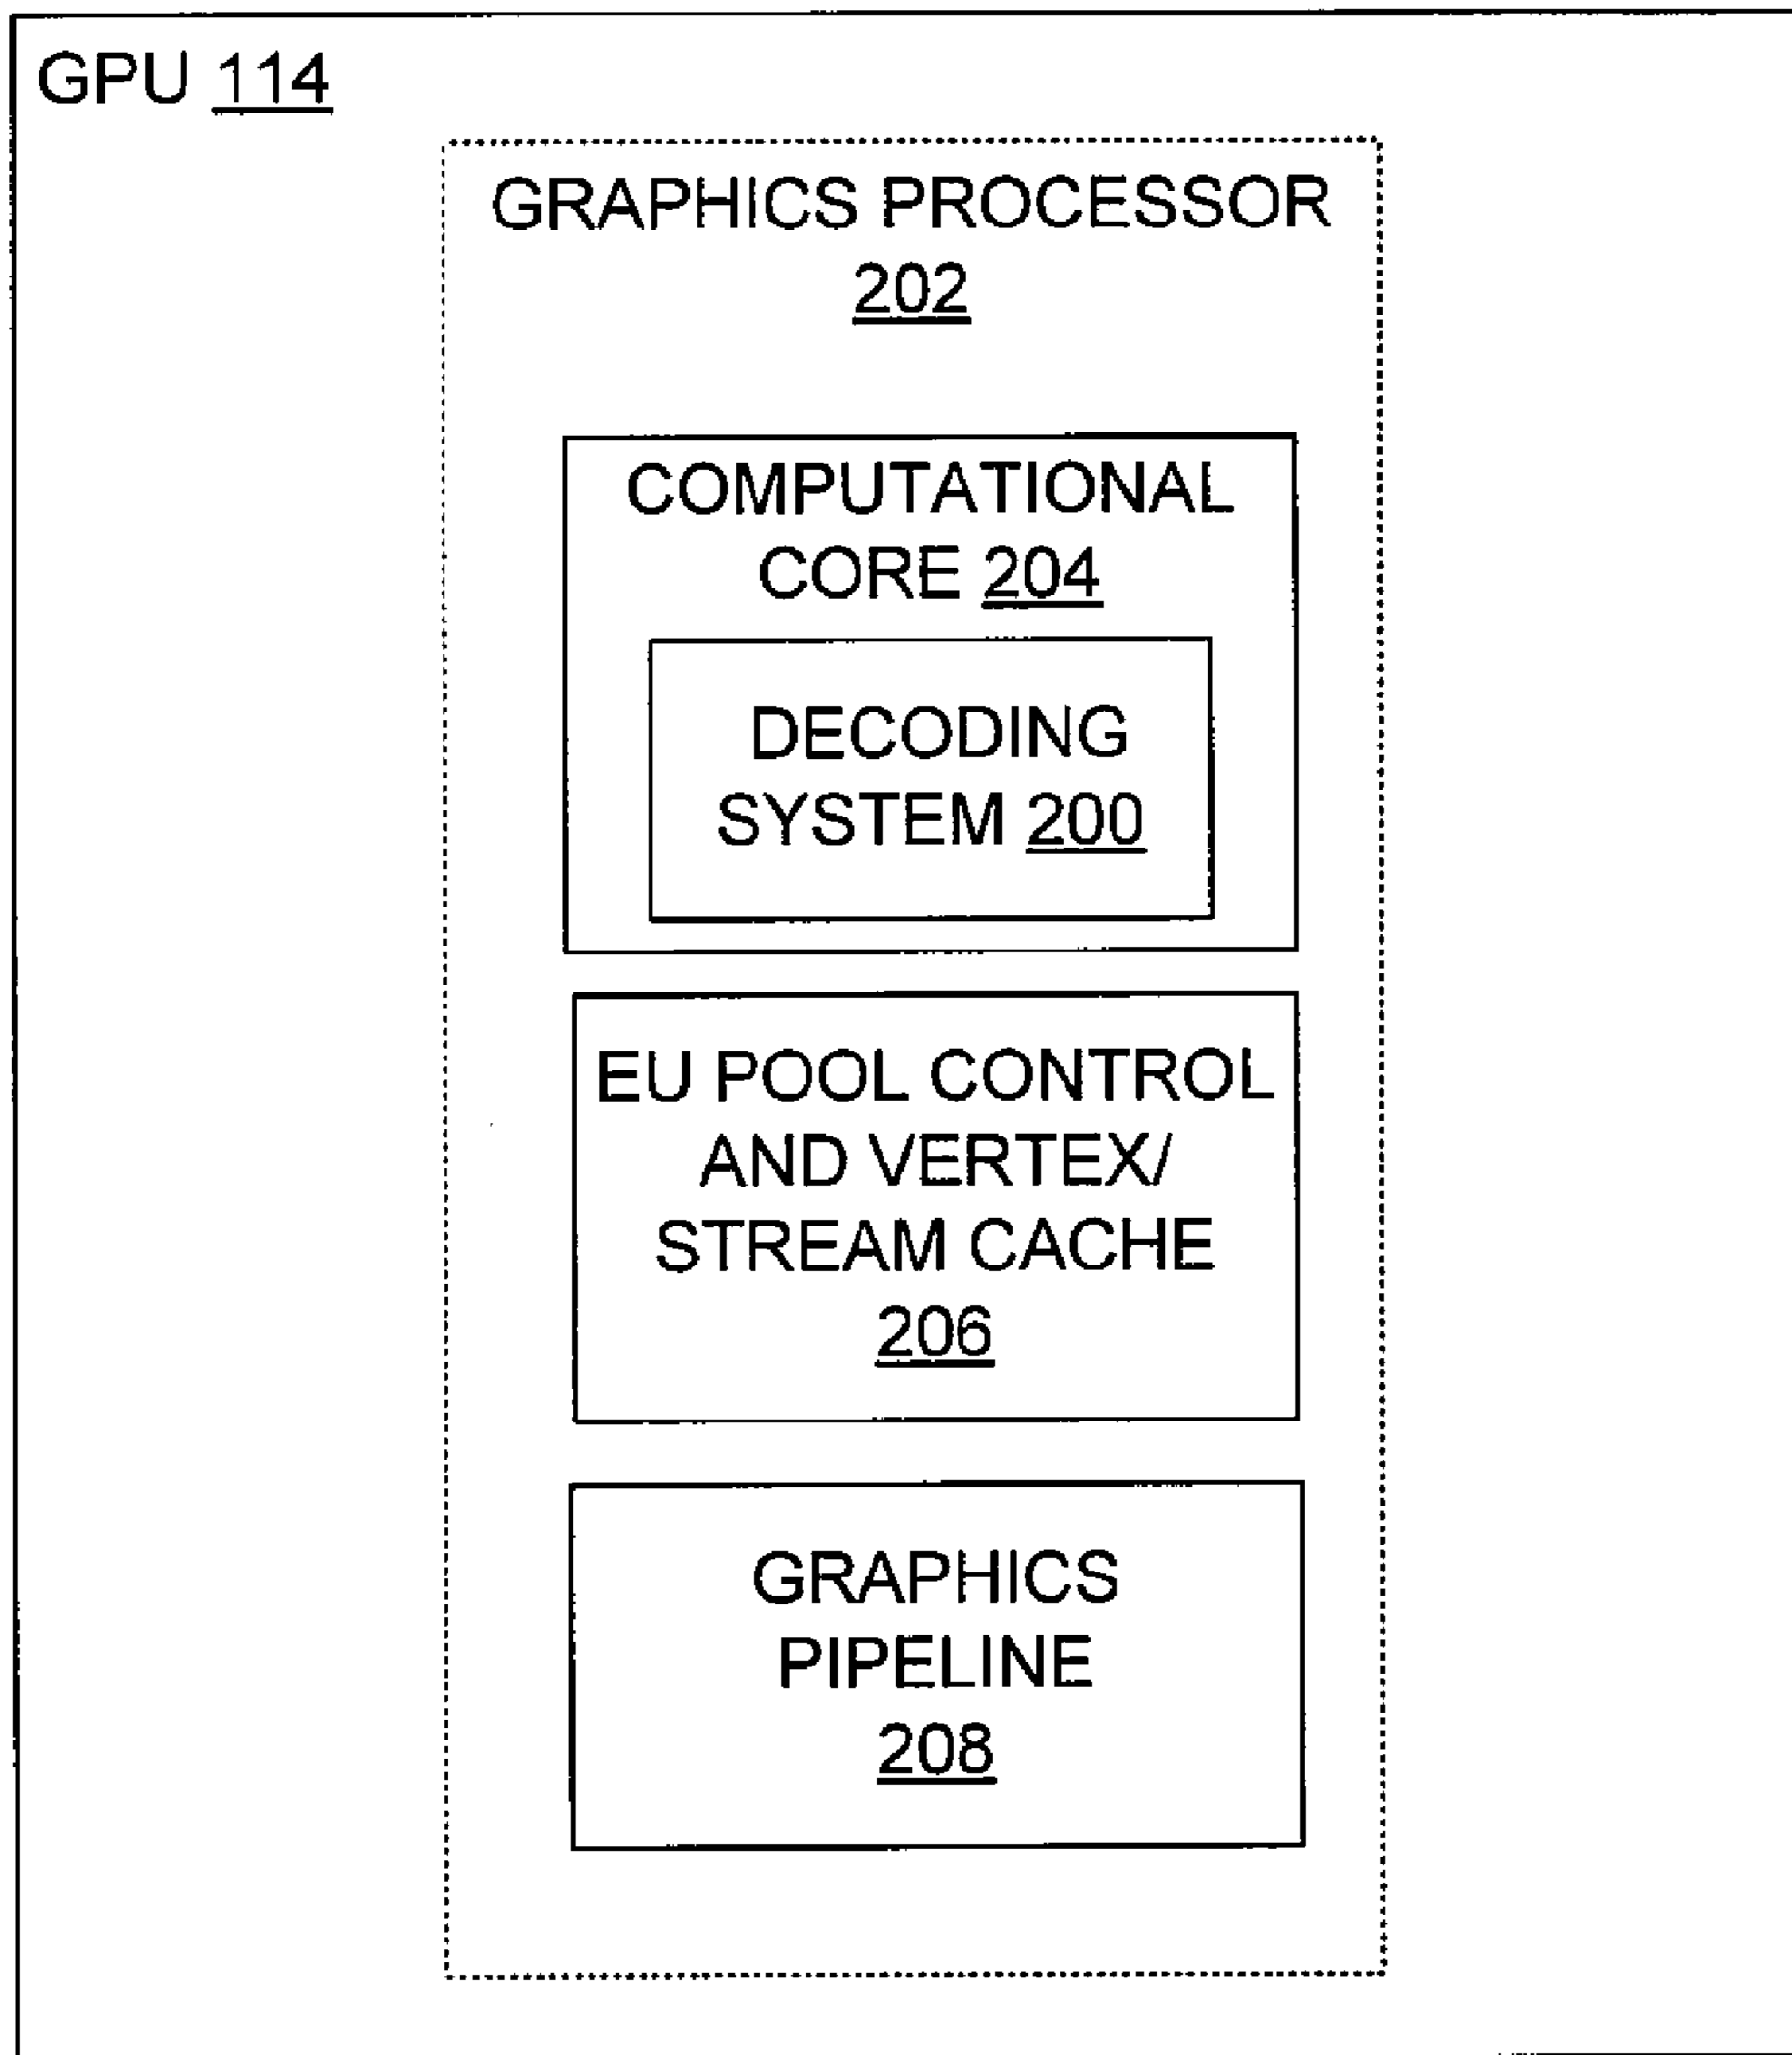 GPU 114
GRAPHICS PROCESSOR
202
COMPUTATIONAL
CORE 204
DECODING
SYSTEM 200
EU POOL CONTROL
AND VERTEX/
STREAM CACHE
206
GRAPHICS
PIPELINE
208